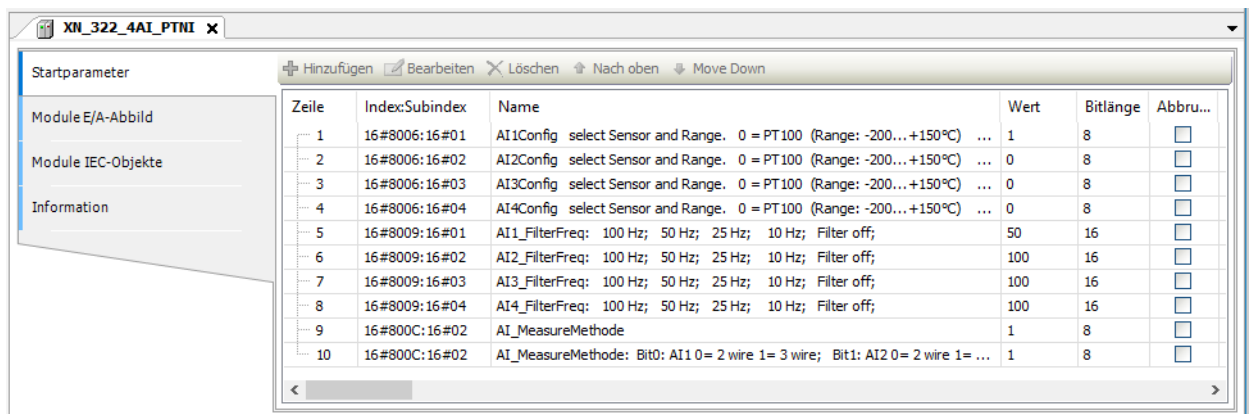 XN_322_4AI_PTNI X
Startparameter
Module E/A-Abbild
Module IEC-Objekte
Information
Hinzufügen Bearbeiten Löschen Nach oben Move Down
Zeile Index:Subindex Name Wert Bitlänge Abbru...
1 16#8006:16#01 AI1Config select Sensor and Range. 0 = PT100 (Range: -200...+150°C) ... 1 8
2 16#8006:16#02 AI2Config select Sensor and Range. 0 = PT100 (Range: -200...+150°C) ... 0 8
3 16#8006:16#03 AI3Config select Sensor and Range. 0 = PT100 (Range: -200...+150°C) ... 0 8
4 16#8006:16#04 AI4Config select Sensor and Range. 0 = PT100 (Range: -200...+150°C) ... 0 8
5 16#8009:16#01 AI1_FilterFreq: 100 Hz; 50 Hz; 25 Hz; 10 Hz; Filter off; 50 16
6 16#8009:16#02 AI2_FilterFreq: 100 Hz; 50 Hz; 25 Hz; 10 Hz; Filter off; 100 16
7 16#8009:16#03 AI3_FilterFreq: 100 Hz; 50 Hz; 25 Hz; 10 Hz; Filter off; 100 16
8 16#8009:16#04 AI4_FilterFreq: 100 Hz; 50 Hz; 25 Hz; 10 Hz; Filter off; 100 16
9 16#800C:16#02 AI_MeasureMethode 1 8
10 16#800C:16#02 AI_MeasureMethode: Bit0: AI1 0= 2 wire 1= 3 wire; Bit1: AI2 0= 2 wire 1= ... 1 8